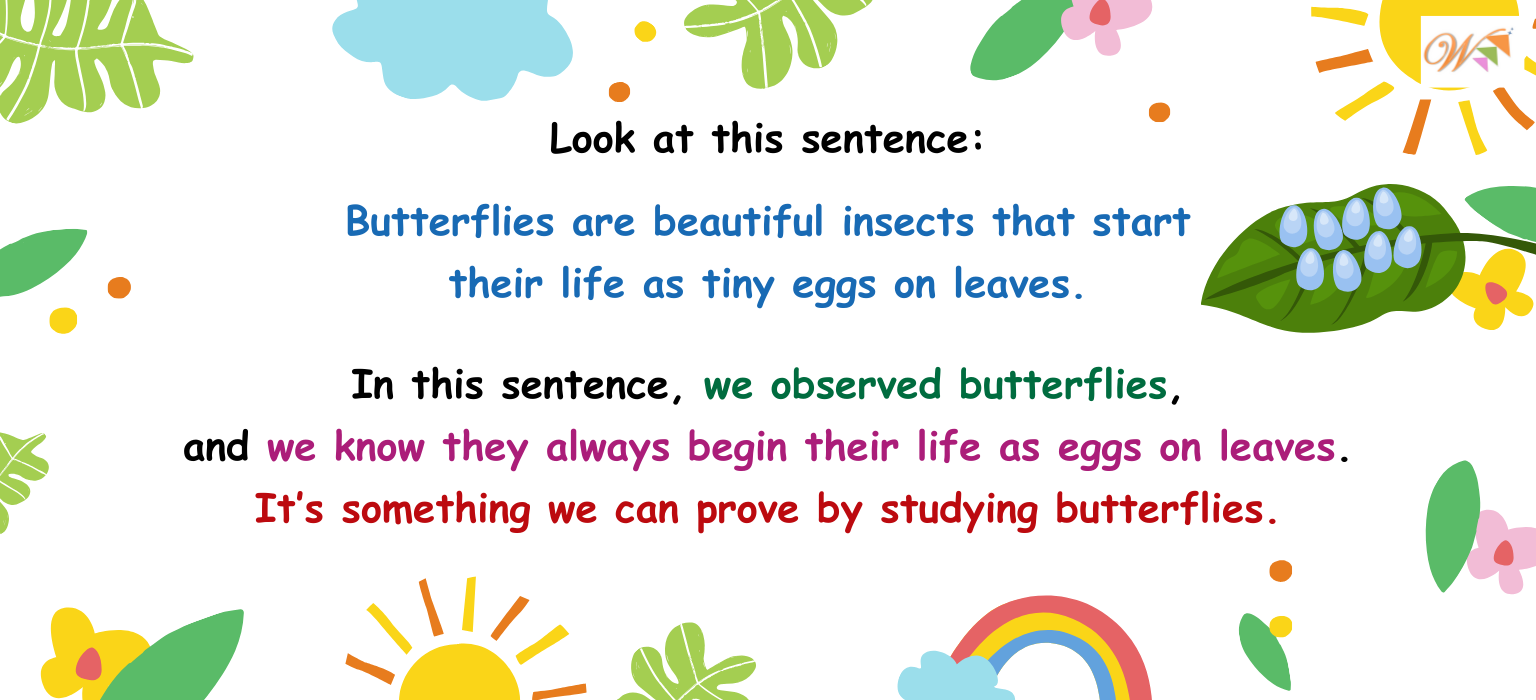 W
Look at this sentence:
Butterflies are beautiful insects that start
their life as tiny eggs on leaves.
In this sentence, we observed butterflies,
and we know they always begin their life as eggs on leaves.
It's something we can prove by studying butterflies.